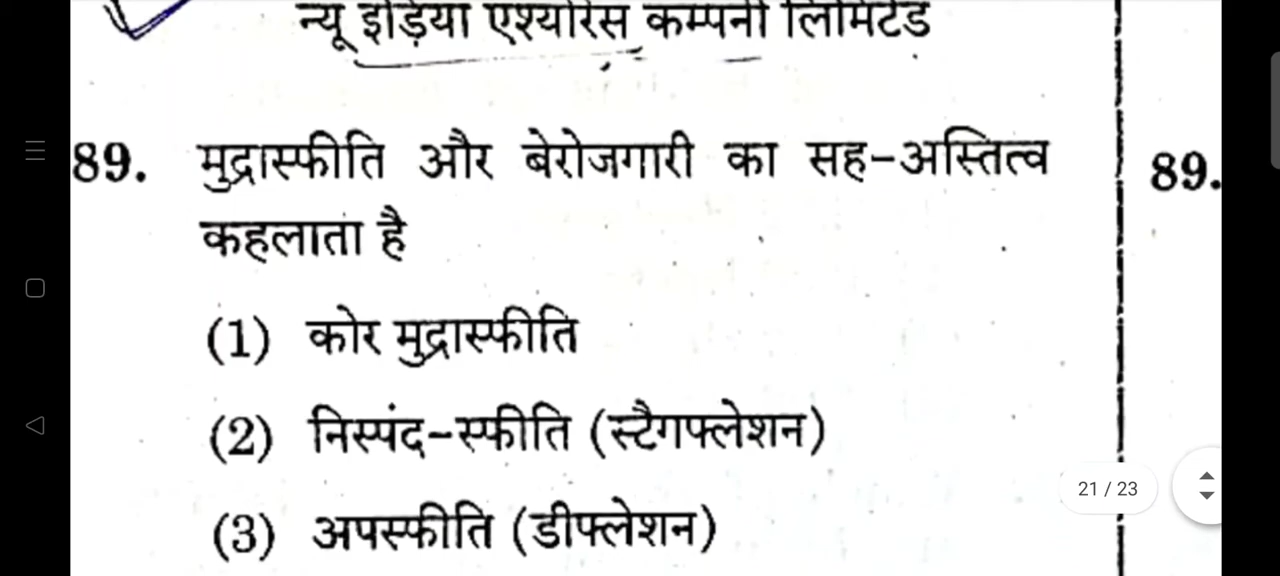 न्यू इंडिया एश्योरेंस कम्पनी लिमिटेड
89. मुद्रास्फीति और बेरोजगारी का सह-अस्तित्व
कहलाता है
(1) कोर मुद्रास्फीति
(2) निस्पंद-स्फीति (स्टैगफ्लेशन)
(3) अपस्फीति (डीफ्लेशन)
89.
21 / 23